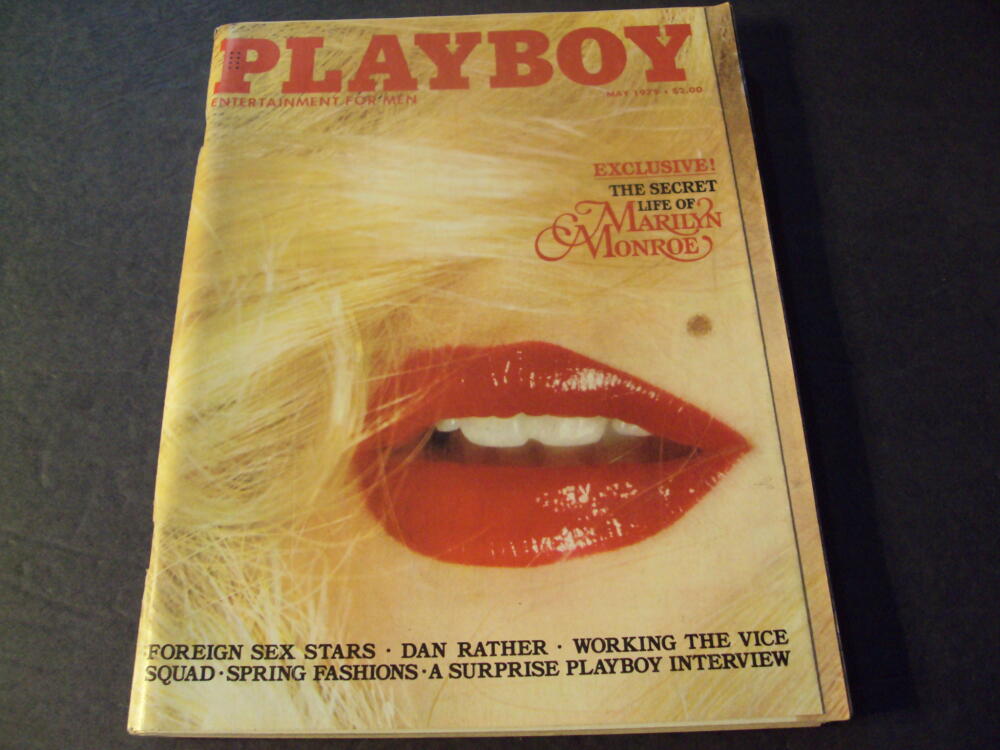 PLAYBOY
ENTERTAINMENT FOR MEN
MAY 1979 • $2.00
EXCLUSIVE!
THE SECRET
LIFE OF
MARILYN
MONROE
FOREIGN SEX STARS · DAN RATHER · WORKING THE VICE
SQUAD · SPRING FASHIONS · A SURPRISE PLAYBOY INTERVIEW